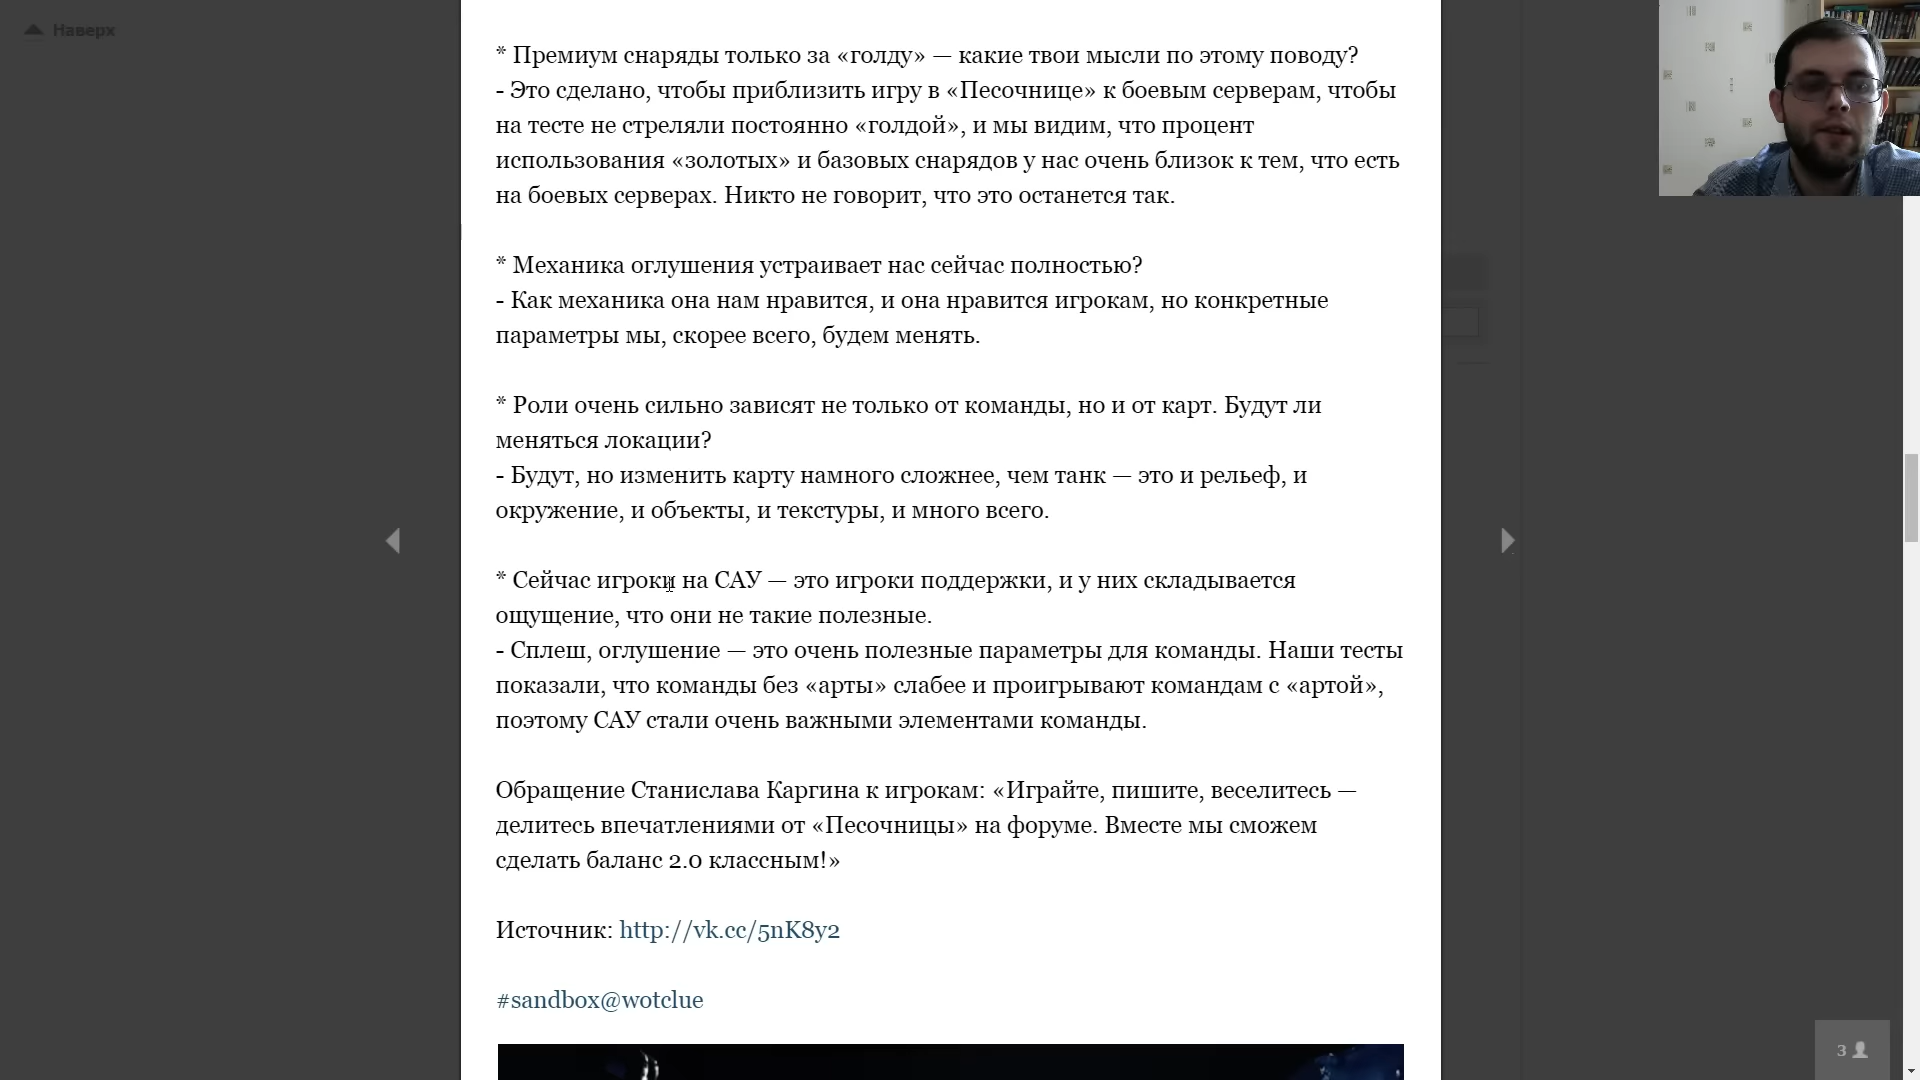 Наверх
* Премиум снаряды только за «голду» — какие твои мысли по этому поводу?
- Это сделано, чтобы приблизить игру в «Песочнице» к боевым серверам, чтобы
на тесте не стреляли постоянно «голдой», и мы видим, что процент
использования «золотых» и базовых снарядов у нас очень близок к тем, что есть
на боевых серверах. Никто не говорит, что это останется так.
* Механика оглушения устраивает нас сейчас полностью?
- Как механика она нам нравится, и она нравится игрокам, но конкретные
параметры мы, скорее всего, будем менять.
* Роли очень сильно зависят не только от команды, но и от карт. Будут ли
меняться локации?
- Будут, но изменить карту намного сложнее, чем танк — это и рельеф, и
окружение, и объекты, и текстуры, и много всего.
* Сейчас игроки на САУ — это игроки поддержки, и у них складывается
ощущение, что они не такие полезные.
- Сплеш, оглушение — это очень полезные параметры для команды. Наши тесты
показали, что команды без «арты» слабее и проигрывают командам с «артой»,
поэтому САУ стали очень важными элементами команды.
Обращение Станислава Каргина к игрокам: «Играйте, пишите, веселитесь —
делитесь впечатлениями от «Песочницы» на форуме. Вместе мы сможем
сделать баланс 2.0 классным!»
Источник: http://vk.cc/5nK8y2
#sandbox@wotclue
3